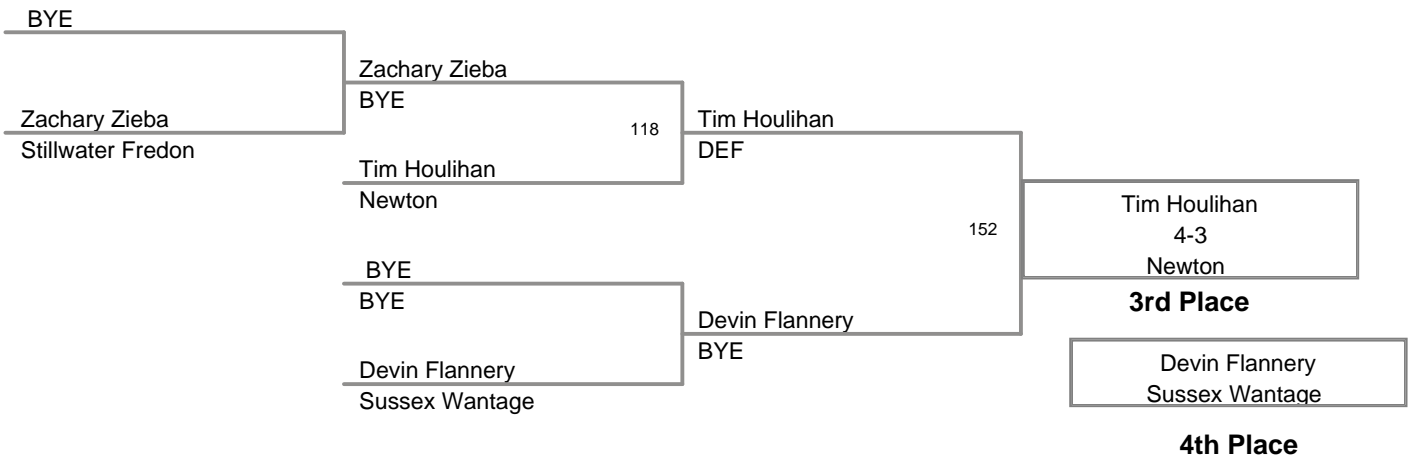 BYE
Zachary Zieba
BYE
Zachary Zieba
Stillwater Fredon
118
Tim Houlihan
DEF
Tim Houlihan
Newton
Tim Houlihan
4-3
Newton
152
BYE
BYE
3rd Place
Devin Flannery
BYE
Devin Flannery
Sussex Wantage
Devin Flannery
Sussex Wantage
4th Place